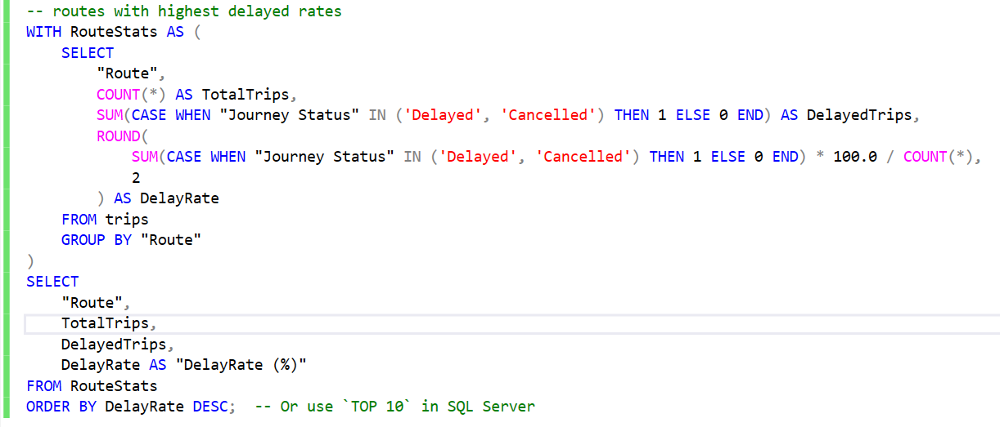 -- routes with highest delayed rates
WITH RouteStats AS (
    SELECT
        "Route",
        COUNT(*) AS TotalTrips,
        SUM(CASE WHEN "Journey Status" IN ('Delayed', 'Cancelled') THEN 1 ELSE 0 END) AS DelayedTrips,
        ROUND(
            SUM(CASE WHEN "Journey Status" IN ('Delayed', 'Cancelled') THEN 1 ELSE 0 END) * 100.0 / COUNT(*),
            2
        ) AS DelayRate
    FROM trips
    GROUP BY "Route"
)
SELECT
    "Route",
    TotalTrips,
    DelayedTrips,
    DelayRate AS "DelayRate (%)"
FROM RouteStats
ORDER BY DelayRate DESC;  -- Or use `TOP 10` in SQL Server